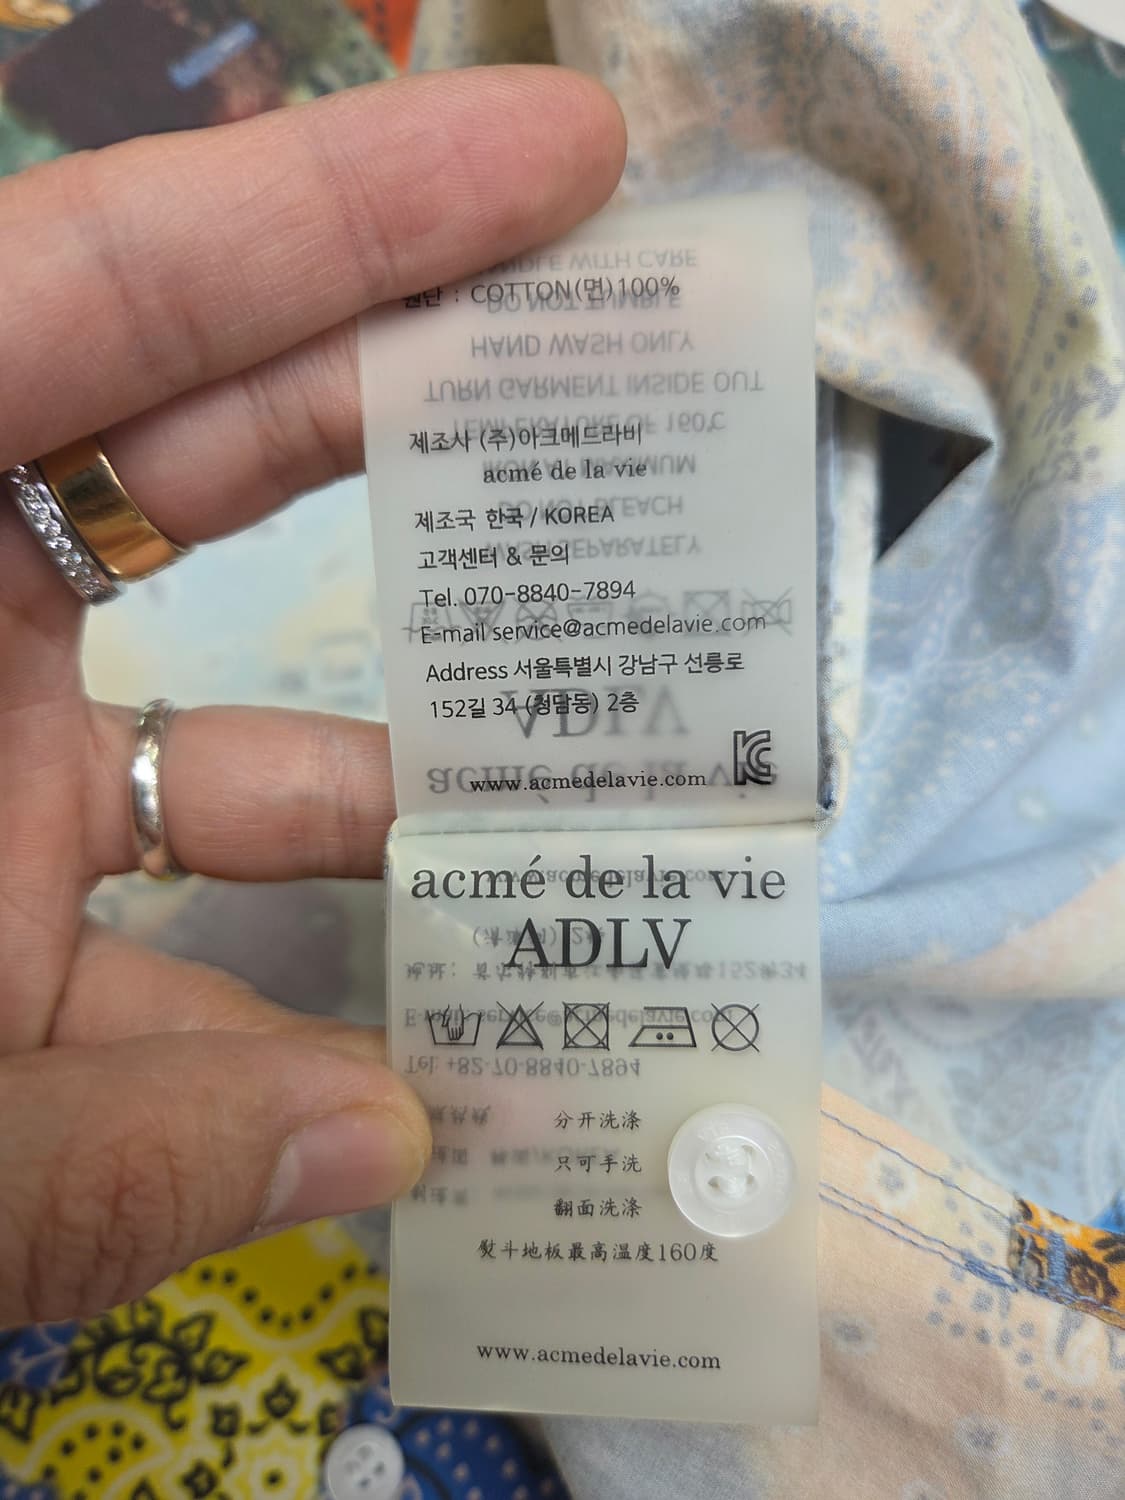 원단 : COTTON(면)100%
제조사 (주)아크메드라비
acmé de la vie
제조국 한국 / KOREA
고객센터 & 문의
Tel. 070-8840-7894
E-mail service@acmedelavie.com
Address 서울특별시 강남구 선릉로
152길 34 (청담동) 2층
www.acmedelavie.com
acmé de la vie
ADLV
分开洗涤
只可手洗
翻面洗涤
熨斗地板最高温度160度
www.acmedelavie.com